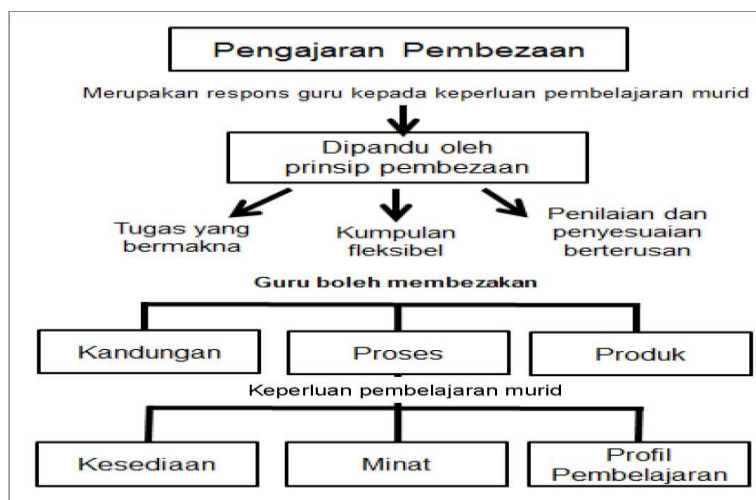 Pengajaran Pembezaan
Merupakan respons guru kepada keperluan pembelajaran murid
Dipandu oleh
prinsip pembezaan
Tugas yang
bermakna
Kumpulan
fleksibel
Penilaian dan
penyesuaian
berterusan
Guru boleh membezakan
Kandungan
Proses
Produk
Keperluan pembelajaran murid
Kesediaan
Minat
Profil
Pembelajaran